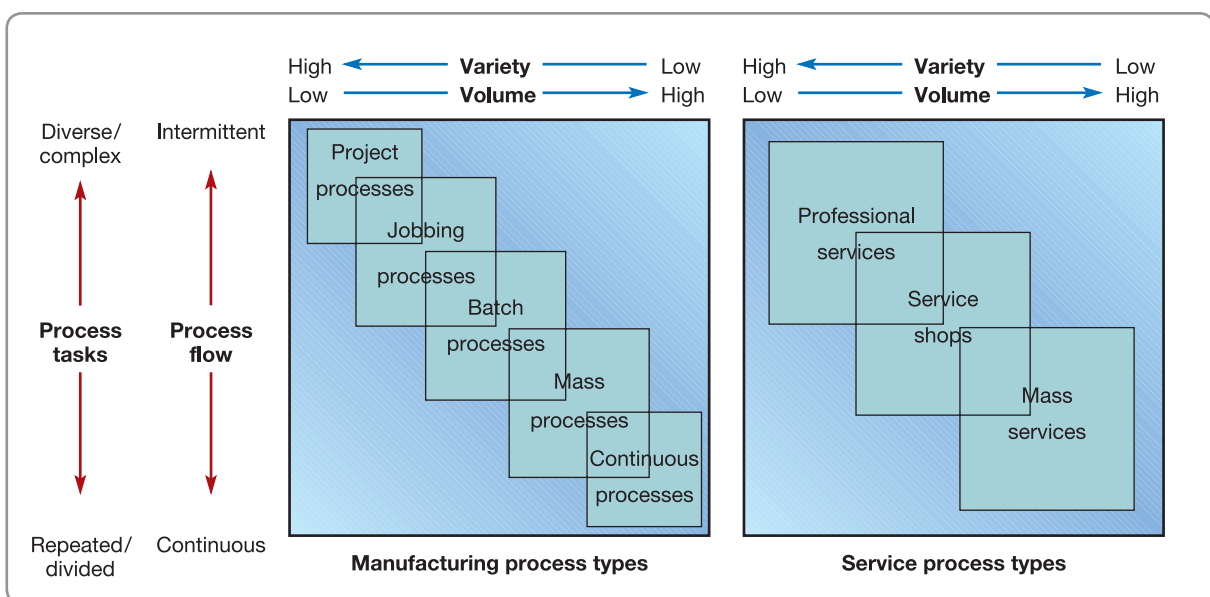 High Variety Low
Low Volume High
High Variety Low
Low Volume High
Diverse/
complex
Intermittent
Process
tasks
Process
flow
Repeated/
divided
Continuous
Project
processes
Jobbing
processes
Batch
processes
Mass
processes
Continuous
processes
Manufacturing process types
Professional
services
Service
shops
Mass
services
Service process types